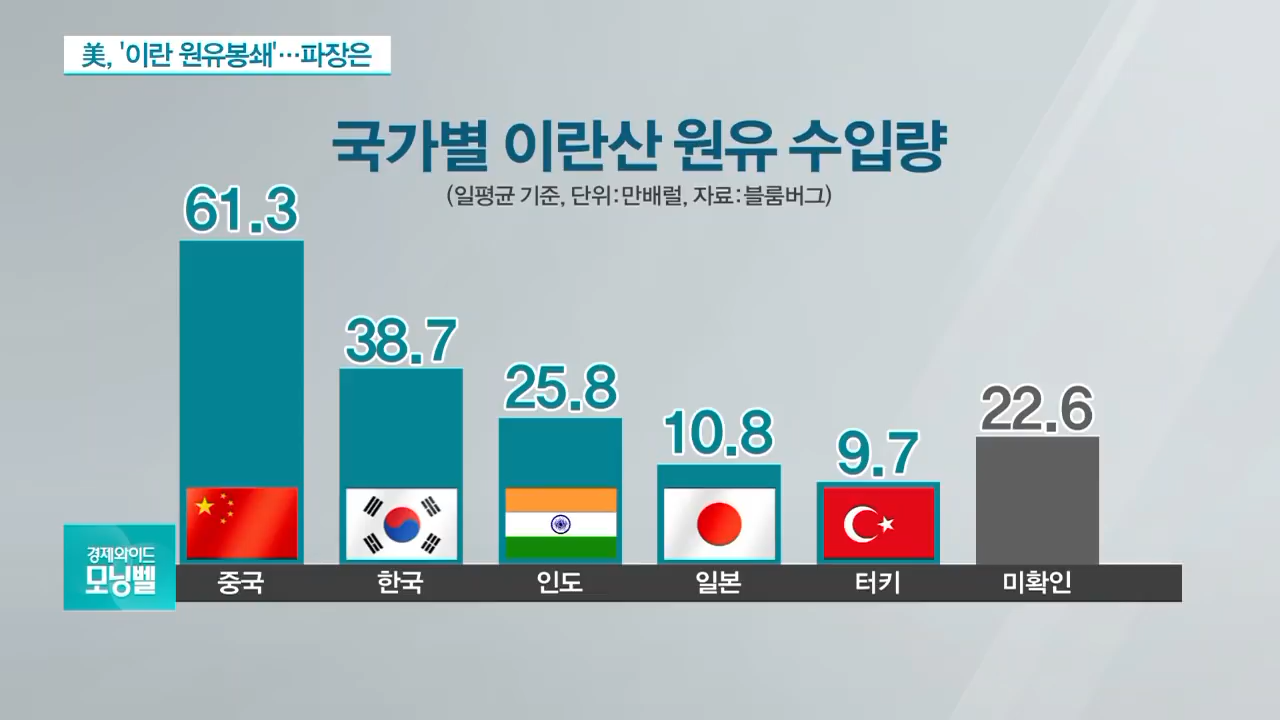 美, '이란 원유봉쇄'…파장은
국가별 이란산 원유 수입량
(일평균 기준, 단위:만배럴, 자료:블룸버그)
61.3
38.7
25.8
10.8
9.7
22.6
경제와이드
모닝벨
중국
한국
인도
일본
터키
미확인